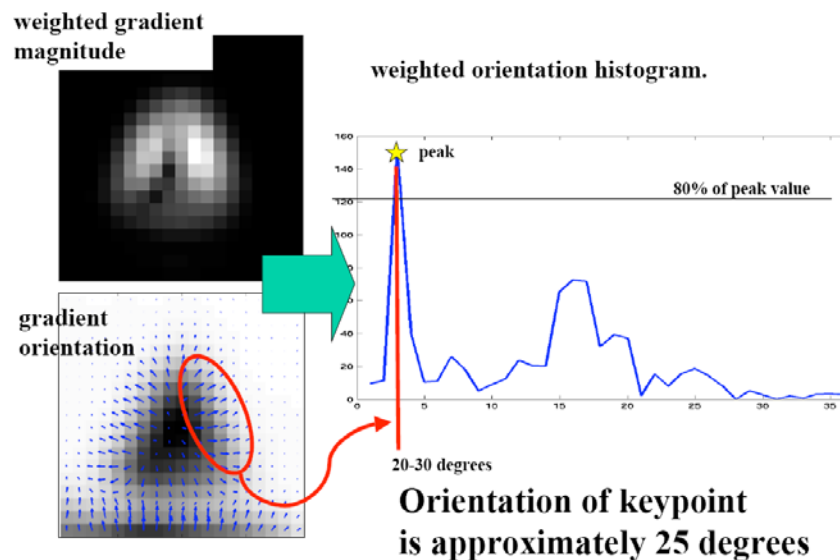 weighted gradient
magnitude
weighted orientation histogram.
160
140
120
100
80
60
40
20
0
0
5
10
15
20
25
30
35
peak
80% of peak value
gradient
orientation
20-30 degrees
Orientation of keypoint
is approximately 25 degrees